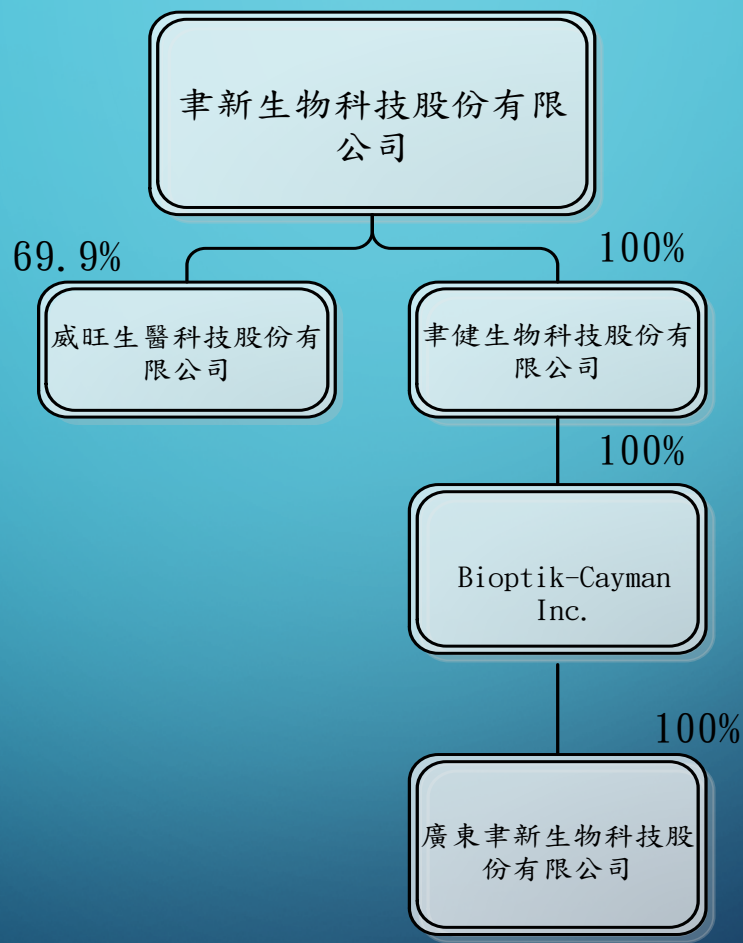 聿新生物科技股份有限
公司
69.9%
100%
威旺生醫科技股份有
限公司
聿健生物科技股份有
限公司
100%
Bioptik-Cayman
Inc.
100%
廣東聿新生物科技股
份有限公司